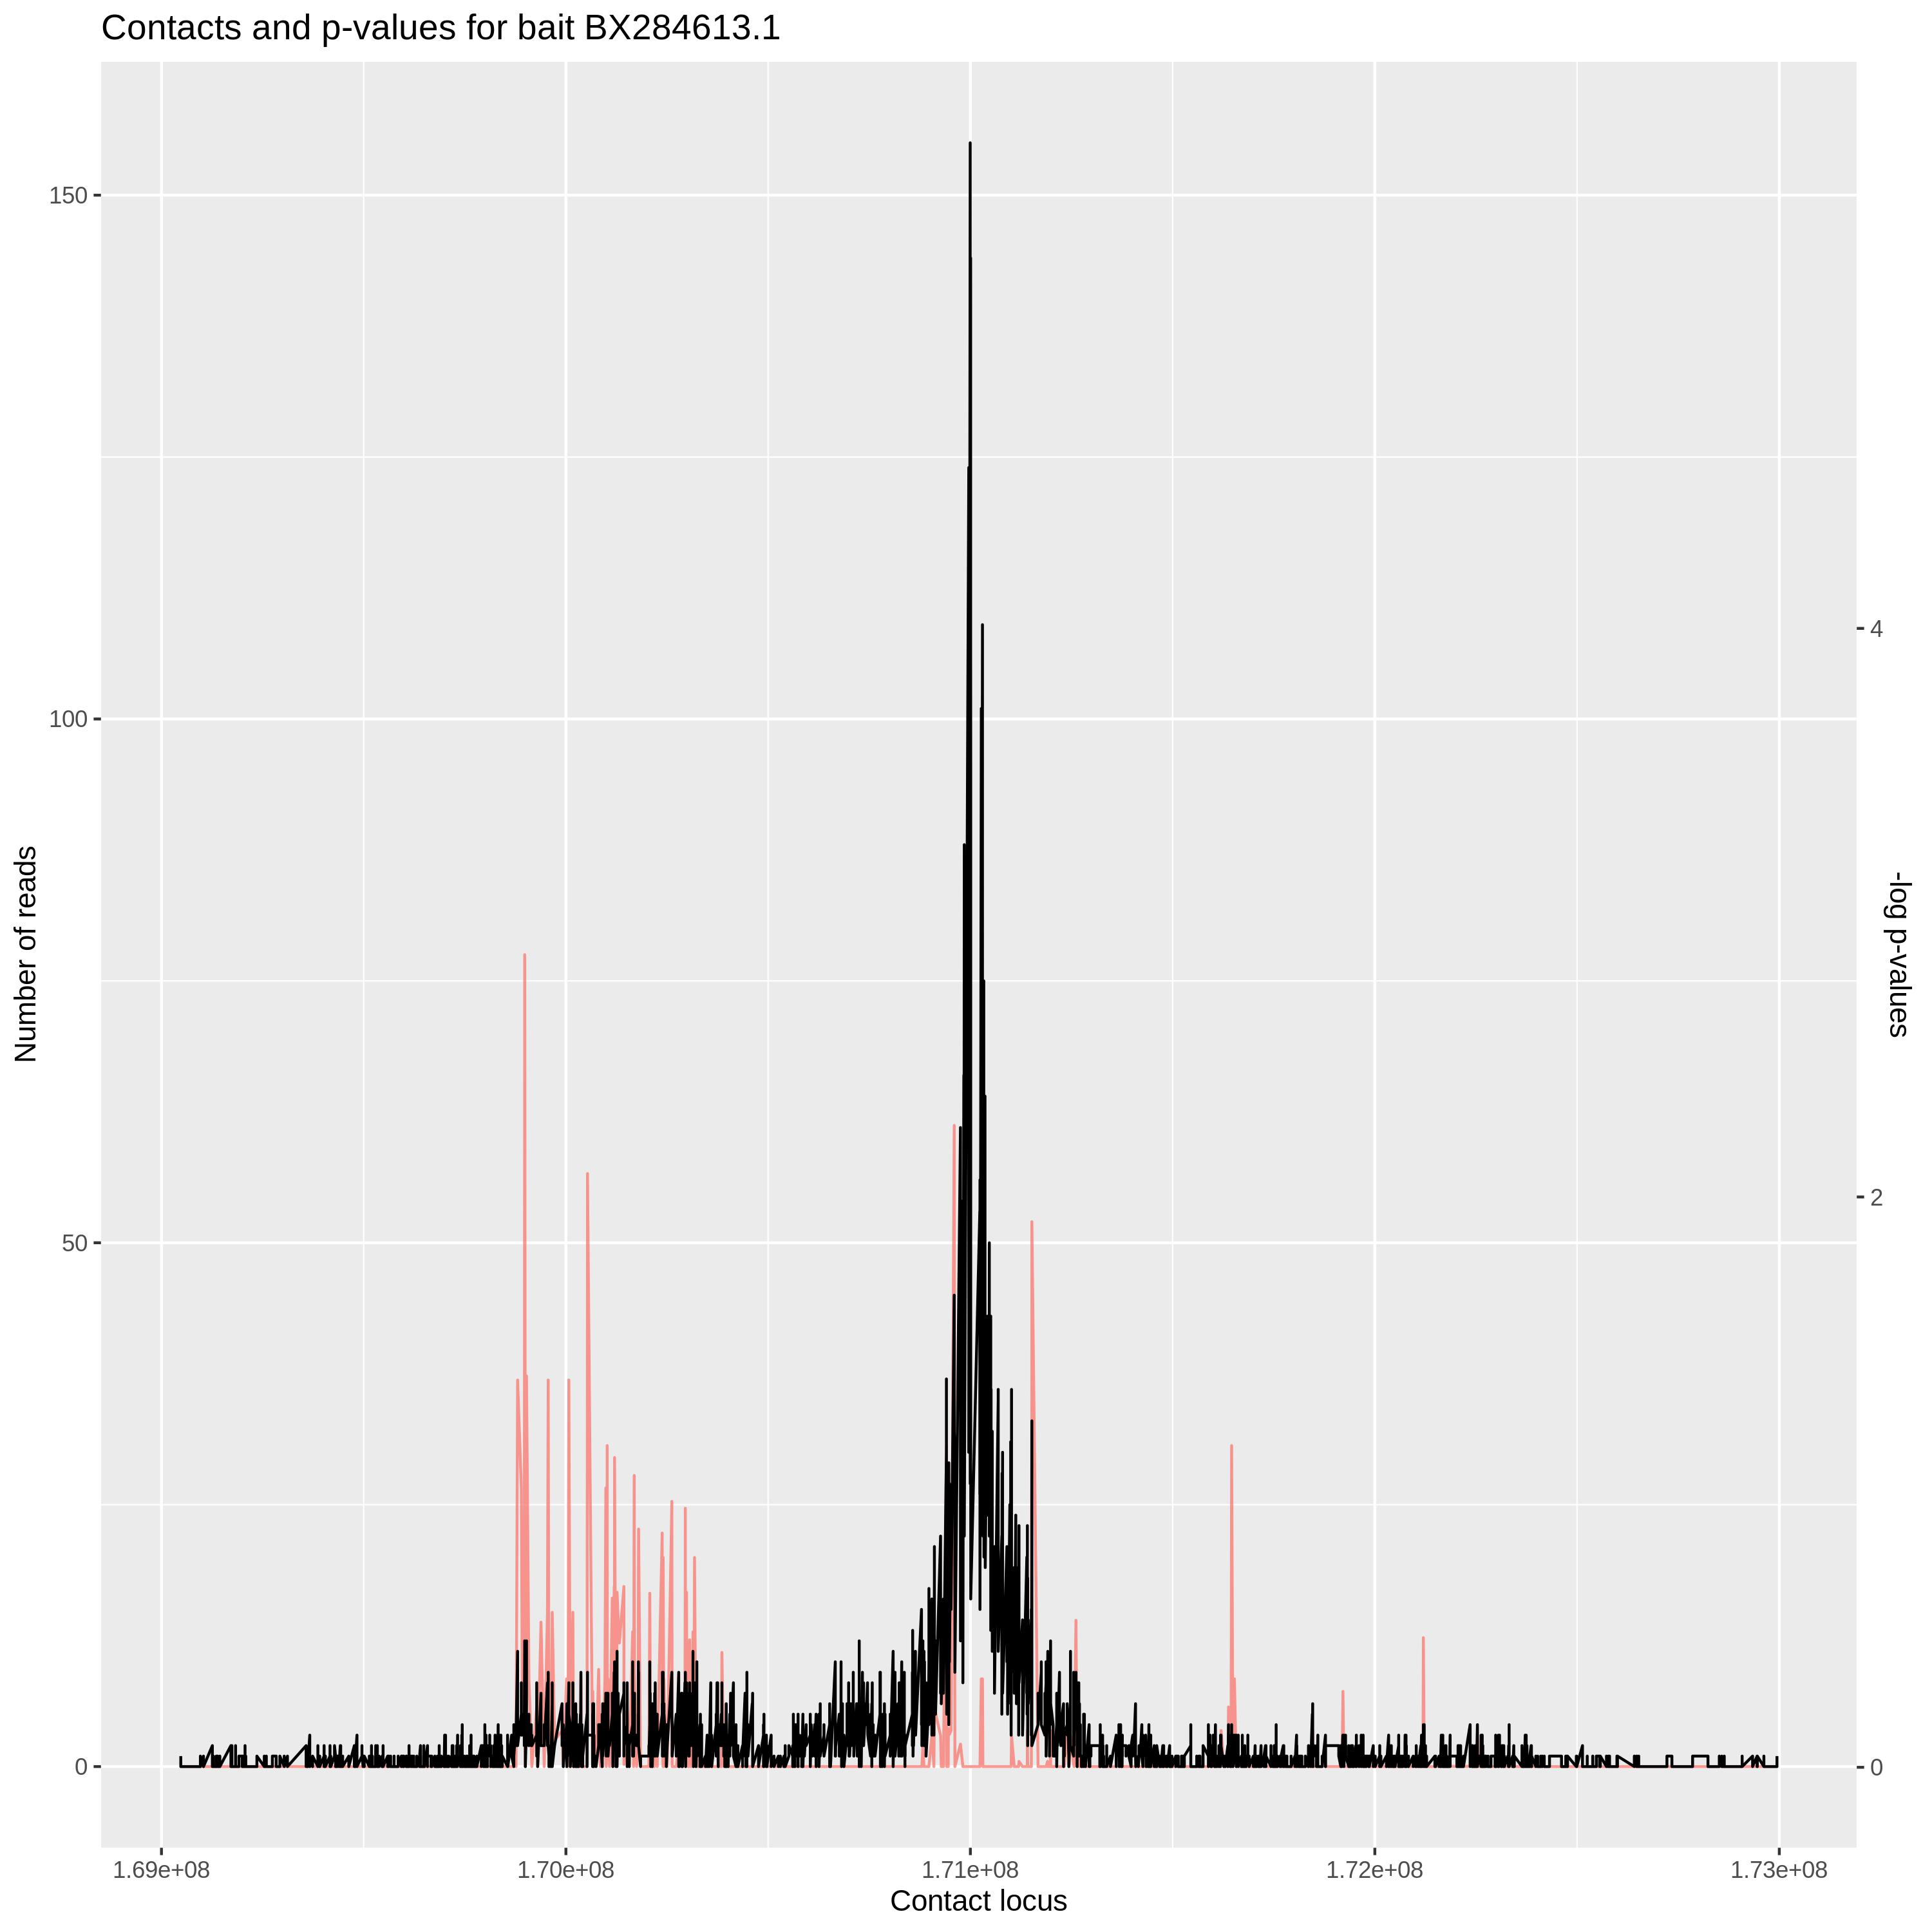 Contacts and p-values for bait BX284613.1
150
100
50
0
4
2
0
Number of reads
-log p-values
1.69e+08
1.70e+08
1.71e+08
1.72e+08
1.73e+08
Contact locus